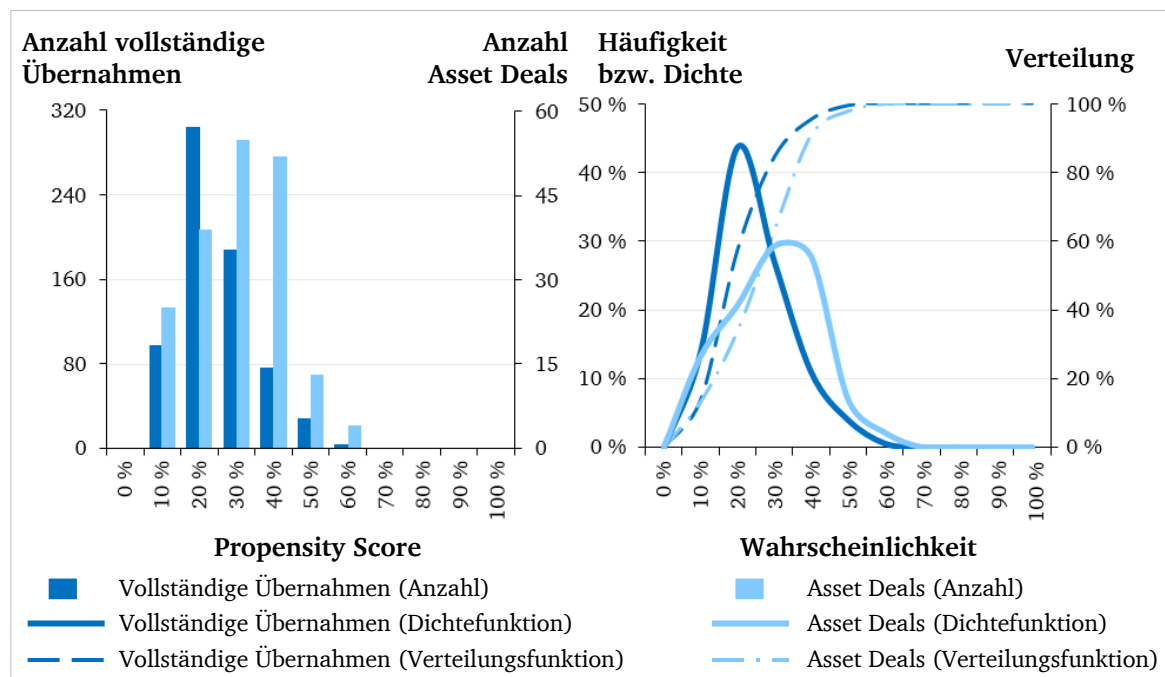 Anzahl vollständige
Übernahmen
Anzahl
Asset Deals
320
240
160
80
0
60
45
30
15
0
0 %
10 %
20 %
30 %
40 %
50 %
60 %
70 %
80 %
90 %
100 %
Propensity Score
Häufigkeit
bzw. Dichte
Verteilung
50 %
40 %
30 %
20 %
10 %
0 %
100 %
80 %
60 %
40 %
20 %
0 %
0 %
10 %
20 %
30 %
40 %
50 %
60 %
70 %
80 %
90 %
100 %
Wahrscheinlichkeit
Vollständige Übernahmen (Anzahl)
Asset Deals (Anzahl)
Vollständige Übernahmen (Dichtefunktion)
Asset Deals (Dichtefunktion)
Vollständige Übernahmen (Verteilungsfunktion)
Asset Deals (Verteilungsfunktion)